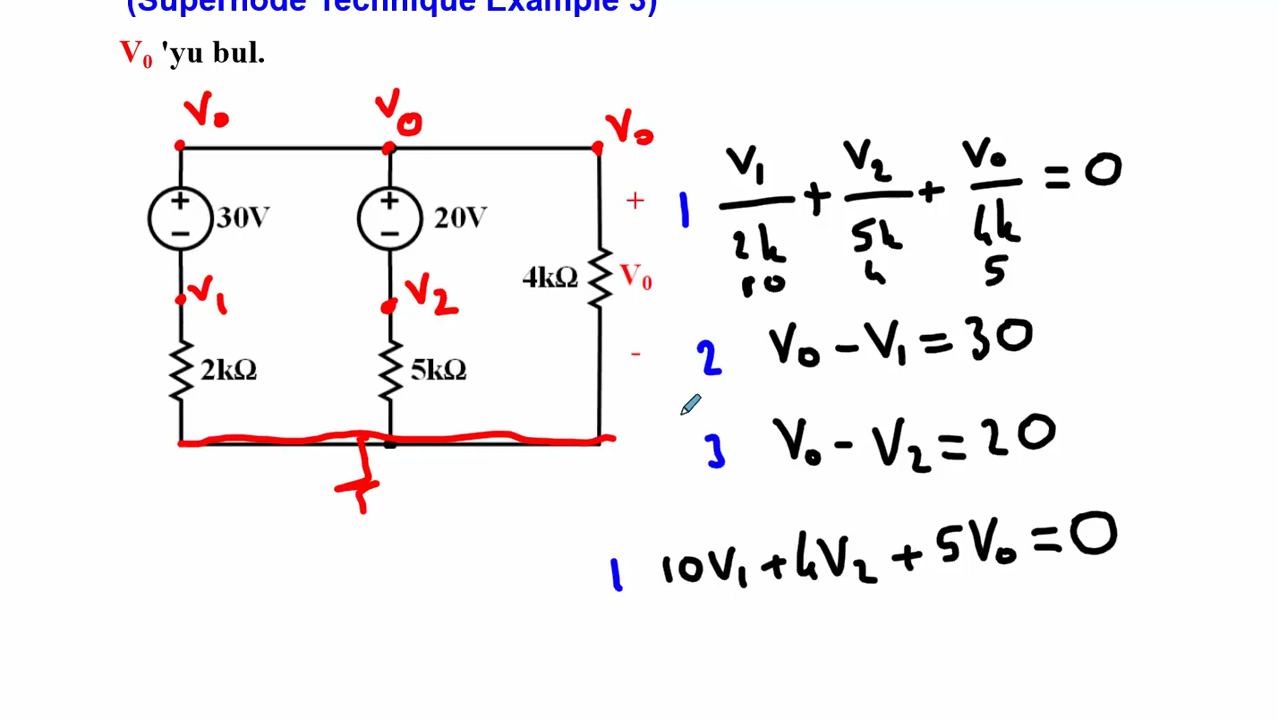 (Supernode Technique Example 3)
V₀ 'yu bul.
V₀ V₀ V₀
+ 30V −
+ 20V −
V₁
V₂
4kΩ
+ V₀ -
2kΩ
5kΩ
1 V₁/2k + V₂/5k + V₀/4k = 0
10 4 5
2 V₀ - V₁ = 30
3 V₀ - V₂ = 20
1 10V₁ + 4V₂ + 5V₀ = 0